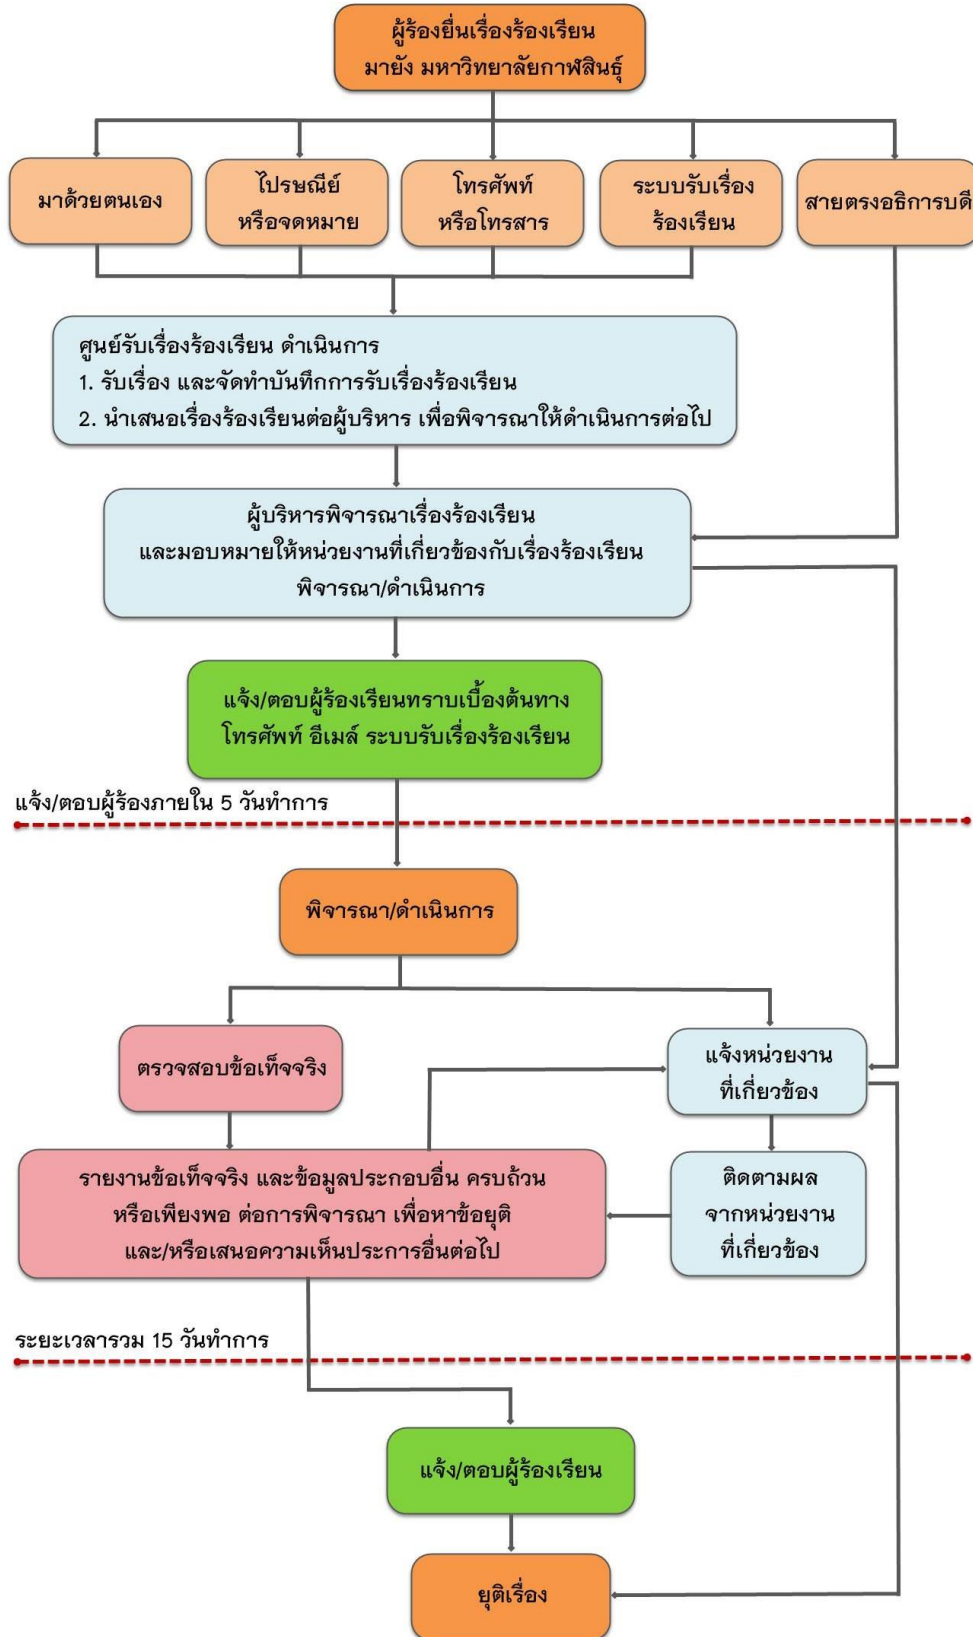 ผู้ร้องยื่นเรื่องร้องเรียน
มายัง มหาวิทยาลัยกาฬสินธุ์
มาด้วยตนเอง
ไปรษณีย์
หรือจดหมาย
โทรศัพท์
หรือโทรสาร
ระบบรับเรื่อง
ร้องเรียน
สายตรงอธิการบดี
ศูนย์รับเรื่องร้องเรียน ดำเนินการ
1. รับเรื่อง และจัดทำบันทึกการรับเรื่องร้องเรียน
2. นำเสนอเรื่องร้องเรียนต่อผู้บริหาร เพื่อพิจารณาให้ดำเนินการต่อไป
ผู้บริหารพิจารณาเรื่องร้องเรียน
และมอบหมายให้หน่วยงานที่เกี่ยวข้องกับเรื่องร้องเรียน
พิจารณา/ดำเนินการ
แจ้ง/ตอบผู้ร้องเรียนทราบเบื้องต้นทาง
โทรศัพท์ อีเมล์ ระบบรับเรื่องร้องเรียน
แจ้ง/ตอบผู้ร้องภายใน 5 วันทำการ
พิจารณา/ดำเนินการ
ตรวจสอบข้อเท็จจริง
แจ้งหน่วยงาน
ที่เกี่ยวข้อง
รายงานข้อเท็จจริง และข้อมูลประกอบอื่น ครบถ้วน
หรือเพียงพอ ต่อการพิจารณา เพื่อหาข้อยุติ
และ/หรือเสนอความเห็นประการอื่นต่อไป
ติดตามผล
จากหน่วยงาน
ที่เกี่ยวข้อง
ระยะเวลารวม 15 วันทำการ
แจ้ง/ตอบผู้ร้องเรียน
ยุติเรื่อง